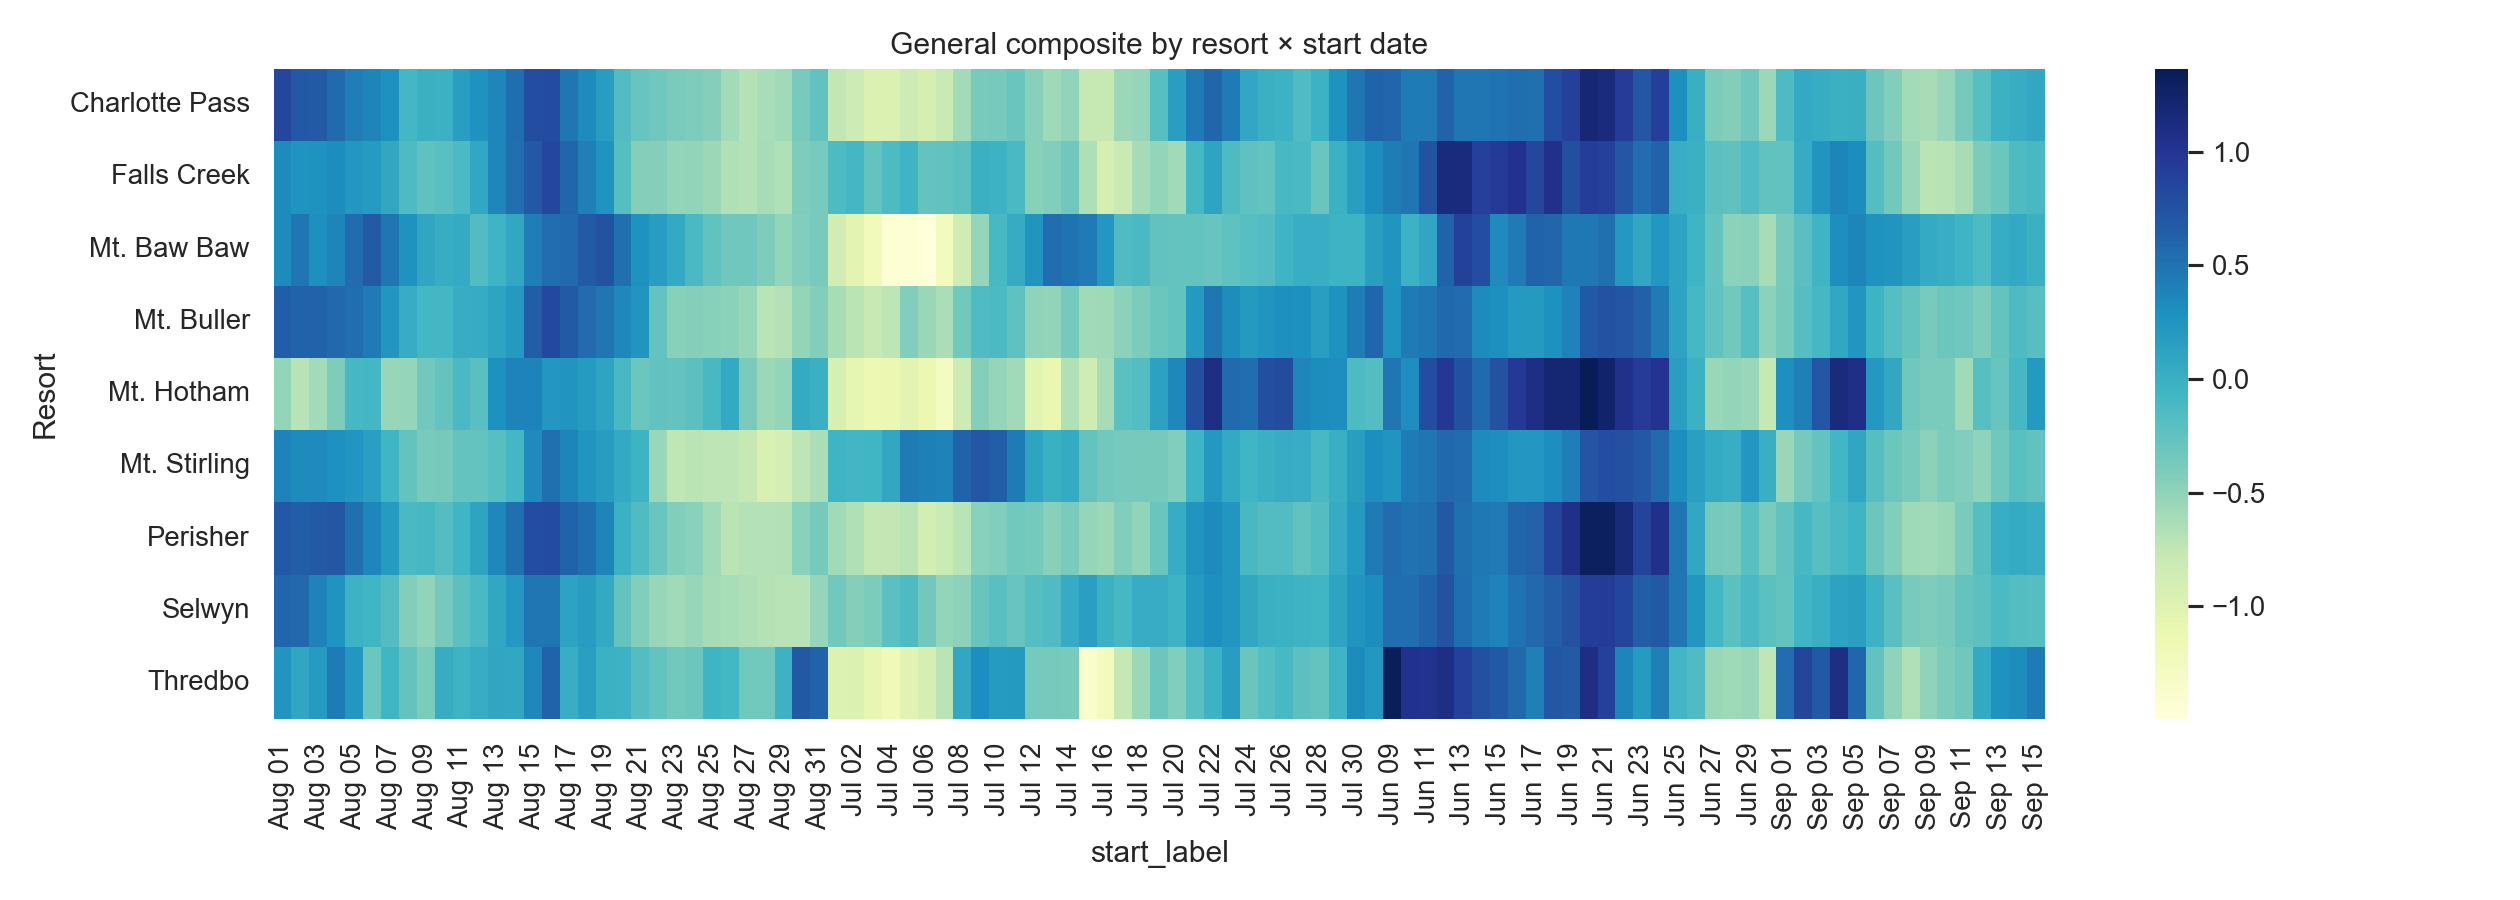 General composite by resort × start date
Resort
Charlotte Pass
Falls Creek
Mt. Baw Baw
Mt. Buller
Mt. Hotham
Mt. Stirling
Perisher
Selwyn
Thredbo
Aug 01
Aug 03
Aug 05
Aug 07
Aug 09
Aug 11
Aug 13
Aug 15
Aug 17
Aug 19
Aug 21
Aug 23
Aug 25
Aug 27
Aug 29
Aug 31
Jul 02
Jul 04
Jul 06
Jul 08
Jul 10
Jul 12
Jul 14
Jul 16
Jul 18
Jul 20
Jul 22
Jul 24
Jul 26
Jul 28
Jul 30
Jun 09
Jun 11
Jun 13
Jun 15
Jun 17
Jun 19
Jun 21
Jun 23
Jun 25
Jun 27
Jun 29
Sep 01
Sep 03
Sep 05
Sep 07
Sep 09
Sep 11
Sep 13
Sep 15
start_label
1.0
0.5
0.0
−0.5
−1.0